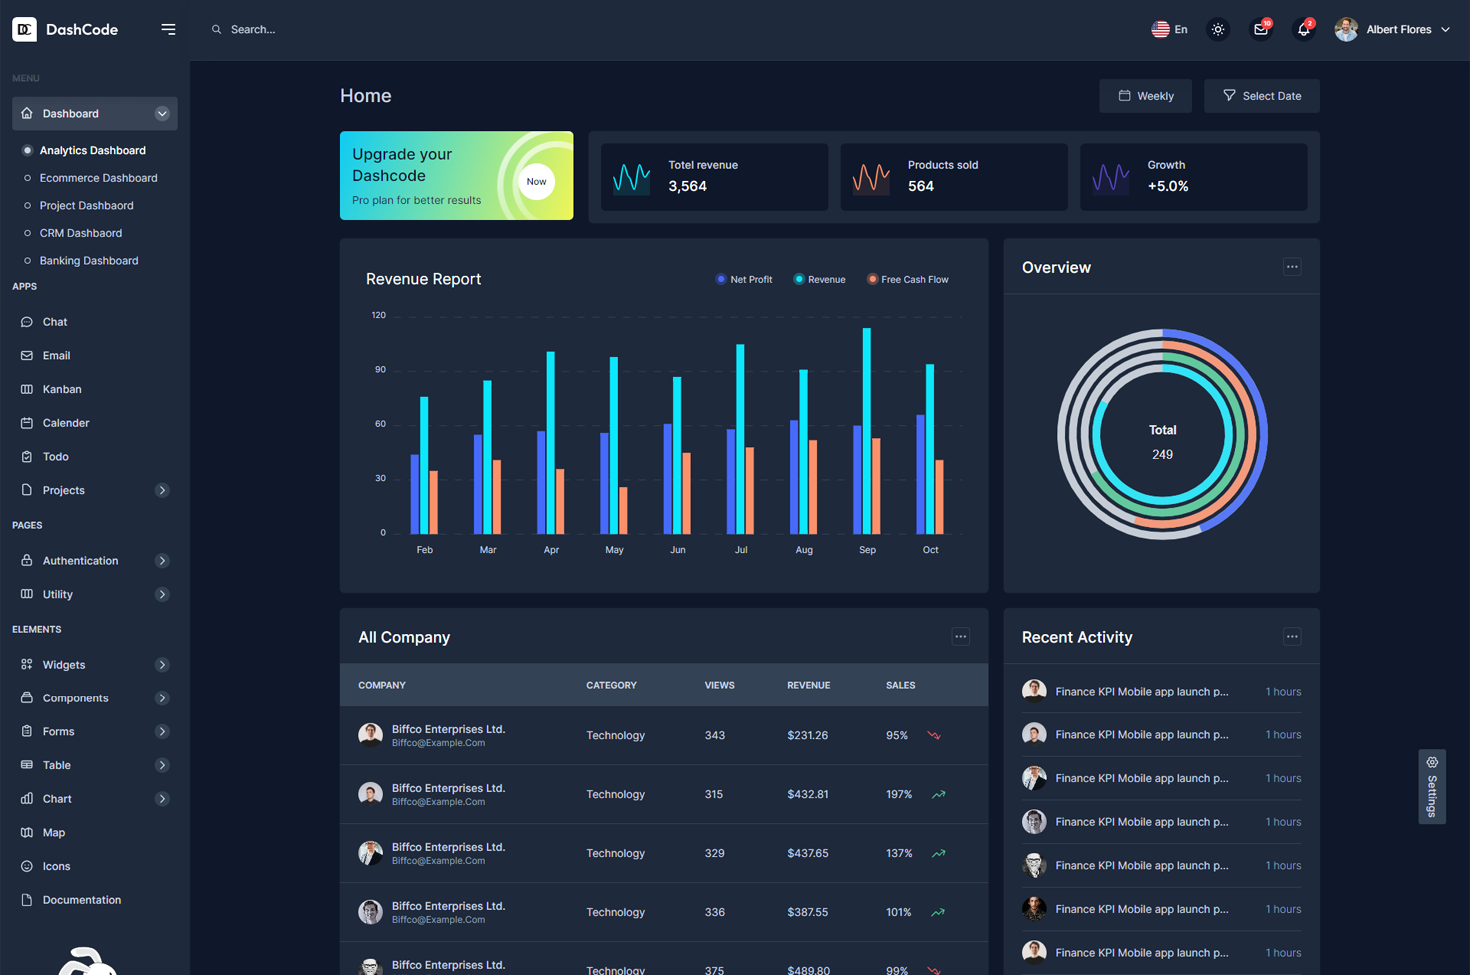 DC DashCode
Search...
En
10
2
Albert Flores
MENU
Dashboard
Analytics Dashboard
Ecommerce Dashboard
Project Dashbaord
CRM Dashbaord
Banking Dashboard
APPS
Chat
Email
Kanban
Calender
Todo
Projects
PAGES
Authentication
Utility
ELEMENTS
Widgets
Components
Forms
Table
Chart
Map
Icons
Documentation
Home
Weekly
Select Date
Upgrade your
Dashcode
Pro plan for better results
Now
Totel revenue
3,564
Products sold
564
Growth
+5.0%
Revenue Report
Net Profit Revenue Free Cash Flow
120
90
60
30
0
Feb Mar Apr May Jun Jul Aug Sep Oct
Overview
Total
249
All Company
COMPANY CATEGORY VIEWS REVENUE SALES
Biffco Enterprises Ltd.
Biffco@Example.Com
Technology 343 $231.26 95%
Biffco Enterprises Ltd.
Biffco@Example.Com
Technology 315 $432.81 197%
Biffco Enterprises Ltd.
Biffco@Example.Com
Technology 329 $437.65 137%
Biffco Enterprises Ltd.
Biffco@Example.Com
Technology 336 $387.55 101%
Biffco Enterprises Ltd.
Technology 375 $489.80 99%
Recent Activity
Finance KPI Mobile app launch p... 1 hours
Finance KPI Mobile app launch p... 1 hours
Finance KPI Mobile app launch p... 1 hours
Finance KPI Mobile app launch p... 1 hours
Finance KPI Mobile app launch p... 1 hours
Finance KPI Mobile app launch p... 1 hours
Finance KPI Mobile app launch p... 1 hours
Settings